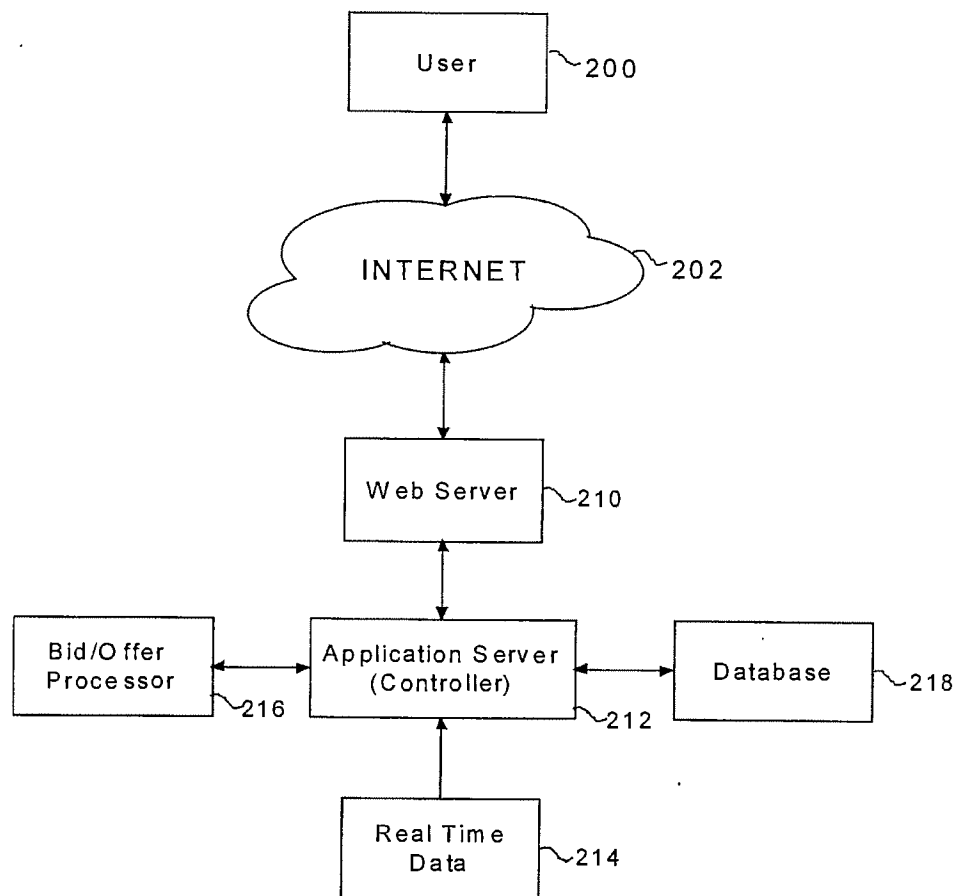 User
200
INTERNET
202
Web Server
210
Bid/Offer
Processor
216
Application Server
(Controller)
212
Database
218
Real Time
Data
214